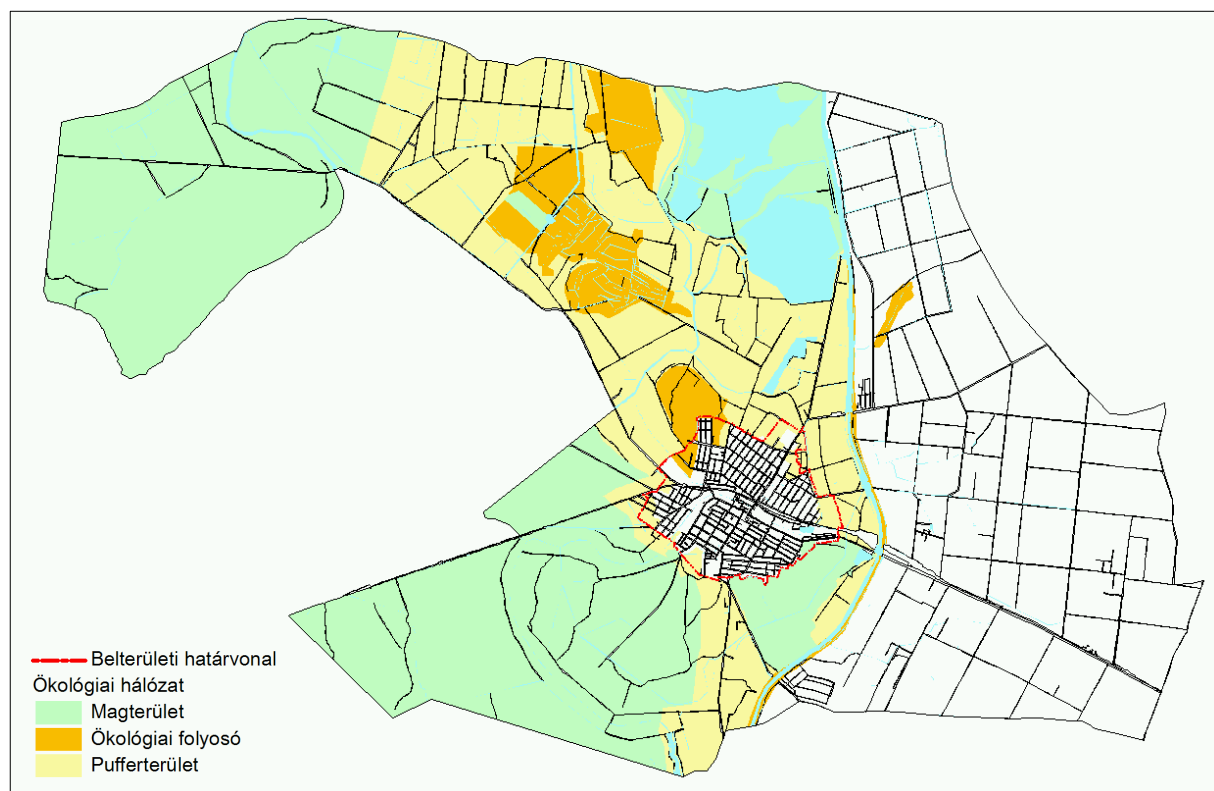 Belterületi határvonal
Ökológiai hálózat
Magterület
Ökológiai folyosó
Pufferterület